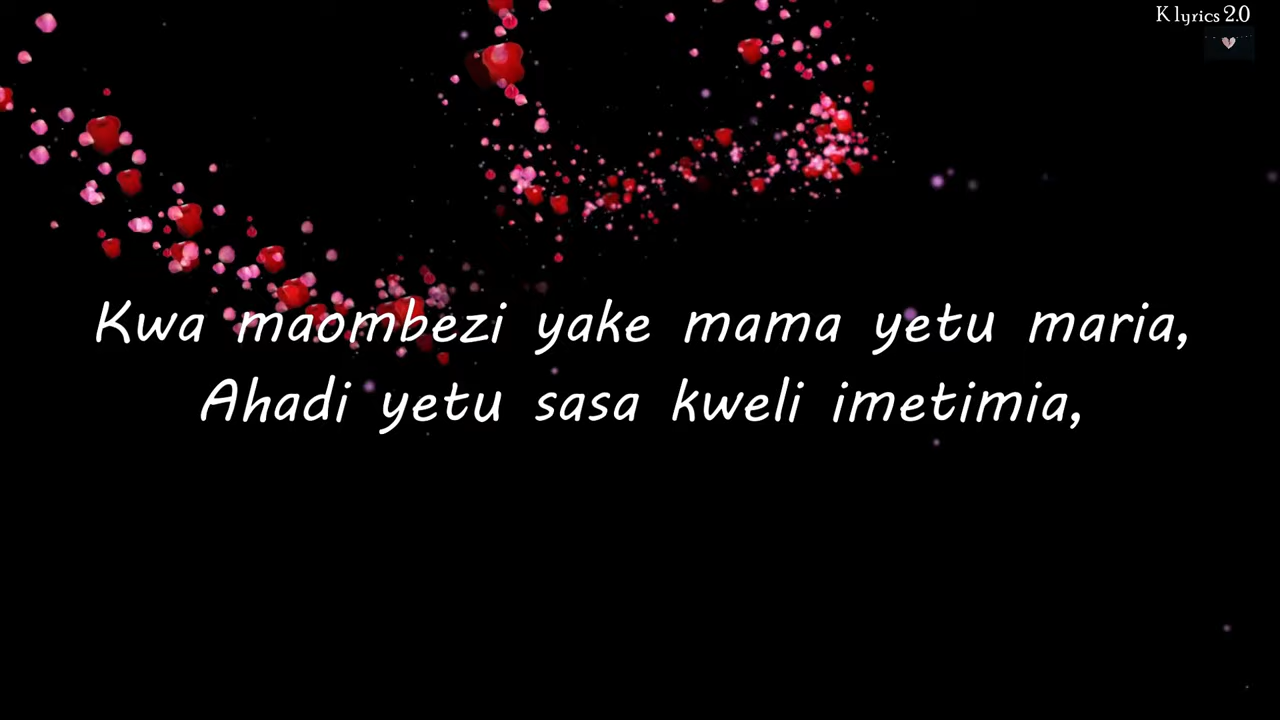 K lyrics 2.0
Kwa maombezi yake mama yetu maria,
Ahadi yetu sasa kweli imetimia,